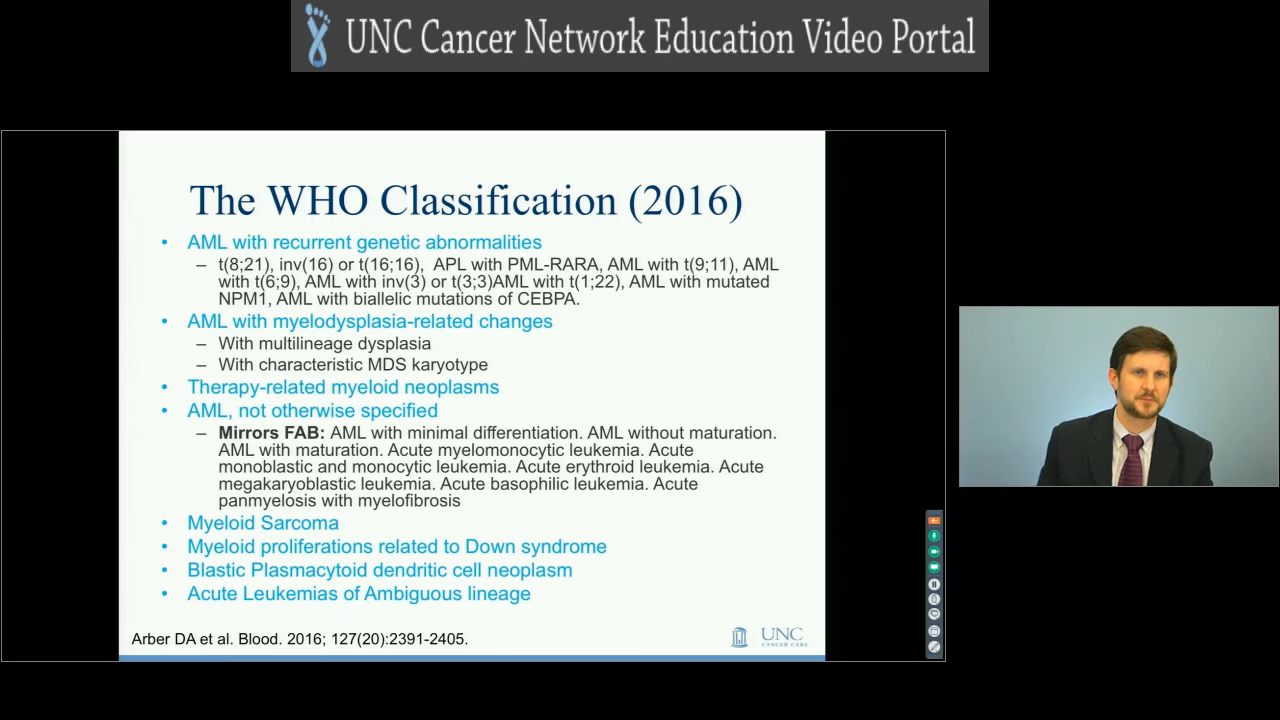 UNC Cancer Network Education Video Portal
The WHO Classification (2016)
• AML with recurrent genetic abnormalities
– t(8;21), inv(16) or t(16;16), APL with PML-RARA, AML with t(9;11), AML
with t(6;9), AML with inv(3) or t(3;3)AML with t(1;22), AML with mutated
NPM1, AML with biallelic mutations of CEBPA.
• AML with myelodysplasia-related changes
– With multilineage dysplasia
– With characteristic MDS karyotype
• Therapy-related myeloid neoplasms
• AML, not otherwise specified
– Mirrors FAB: AML with minimal differentiation. AML without maturation.
AML with maturation. Acute myelomonocytic leukemia. Acute
monoblastic and monocytic leukemia. Acute erythroid leukemia. Acute
megakaryoblastic leukemia. Acute basophilic leukemia. Acute
panmyelosis with myelofibrosis
• Myeloid Sarcoma
• Myeloid proliferations related to Down syndrome
• Blastic Plasmacytoid dendritic cell neoplasm
• Acute Leukemias of Ambiguous lineage
Arber DA et al. Blood. 2016; 127(20):2391-2405.
UNC
CANCER CARE